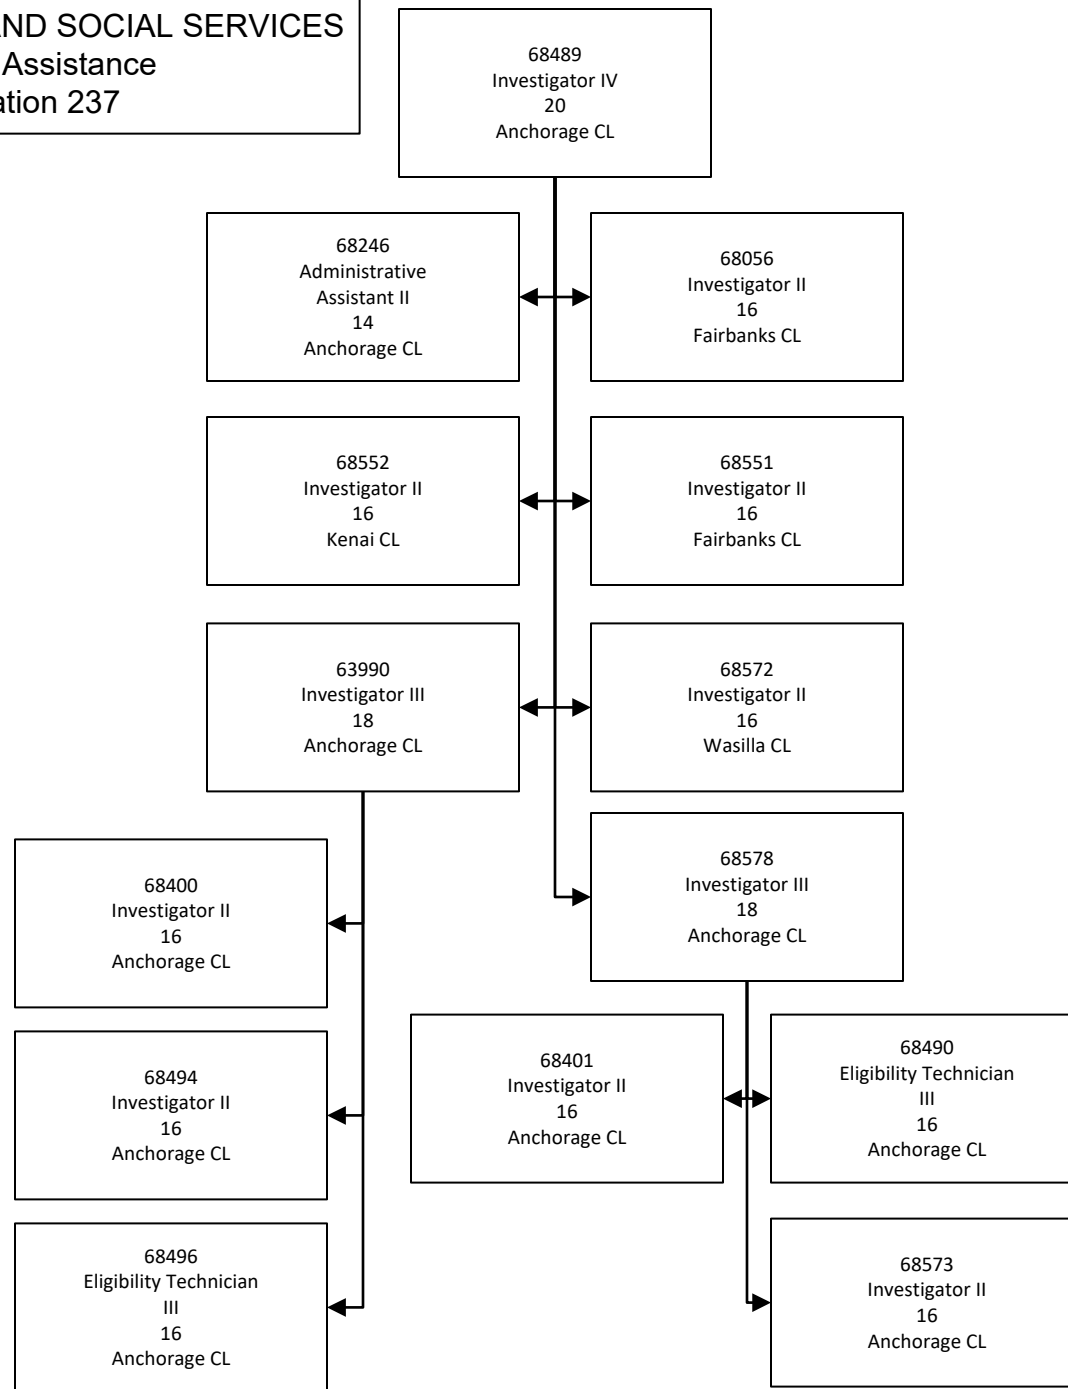 AND SOCIAL SERVICES
Assistance
ation 237
68489
Investigator IV
20
Anchorage CL
68246
Administrative
Assistant II
14
Anchorage CL
68056
Investigator II
16
Fairbanks CL
68552
Investigator II
16
Kenai CL
68551
Investigator II
16
Fairbanks CL
63990
Investigator III
18
Anchorage CL
68572
Investigator II
16
Wasilla CL
68400
Investigator II
16
Anchorage CL
68578
Investigator III
18
Anchorage CL
68494
Investigator II
16
Anchorage CL
68401
Investigator II
16
Anchorage CL
68490
Eligibility Technician
III
16
Anchorage CL
68496
Eligibility Technician
III
16
Anchorage CL
68573
Investigator II
16
Anchorage CL